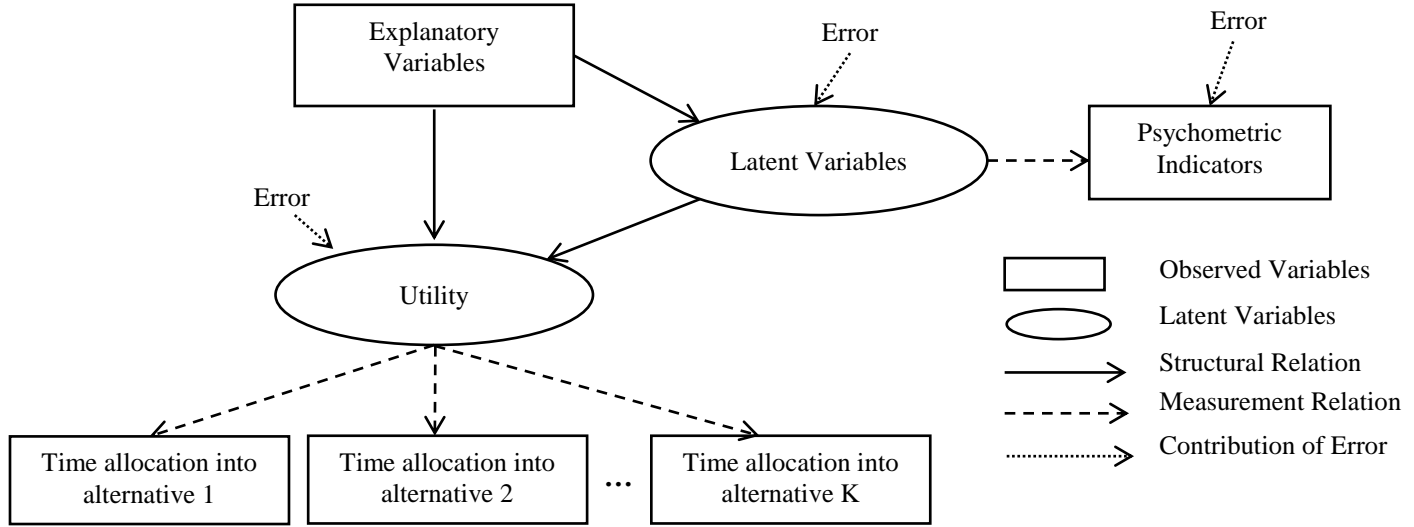 Explanatory
Variables
Error
Error
Latent Variables
Psychometric
Indicators
Error
Utility
Observed Variables
Latent Variables
Structural Relation
Measurement Relation
Contribution of Error
Time allocation into
alternative 1
Time allocation into
alternative 2
...
Time allocation into
alternative K